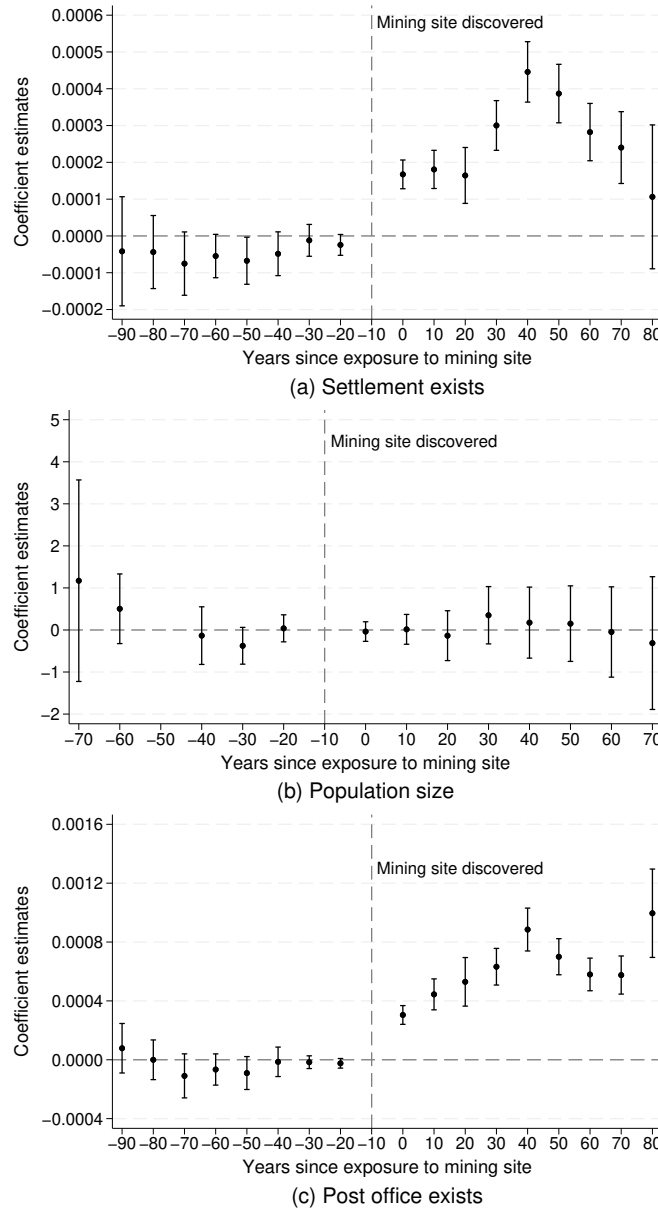 0.0006
Mining site discovered
0.0005
0.0004
0.0003
0.0002
0.0001
0.0000
−0.0001
−0.0002
Coefficient estimates
−90 −80 −70 −60 −50 −40 −30 −20 −10 0 10 20 30 40 50 60 70 80
Years since exposure to mining site
(a) Settlement exists
5
Mining site discovered
4
3
2
1
0
−1
−2
Coefficient estimates
−70 −60 −50 −40 −30 −20 −10 0 10 20 30 40 50 60 70
Years since exposure to mining site
(b) Population size
0.0016
Mining site discovered
0.0012
0.0008
0.0004
0.0000
−0.0004
Coefficient estimates
−90 −80 −70 −60 −50 −40 −30 −20 −10 0 10 20 30 40 50 60 70 80
Years since exposure to mining site
(c) Post office exists